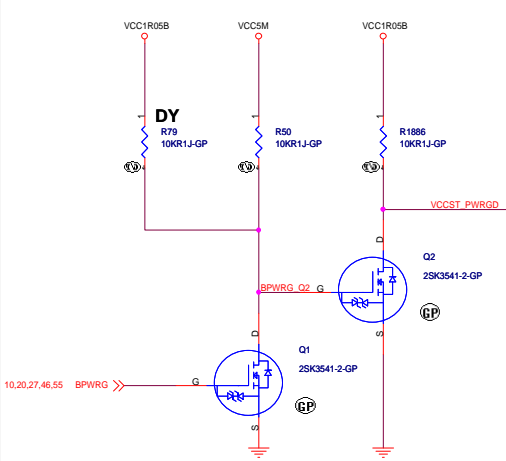 VCC1R05B
VCC5M
VCC1R05B
1
DY
R79
10KR1J-GP
1
R50
10KR1J-GP
1
R1886
10KR1J-GP
VCCST_PWRGD
D
Q2
2SK3541-2-GP
BPWRG_Q2
G
GP
S
D
Q1
2SK3541-2-GP
10,20,27,46,55
BPWRG
G
GP
S